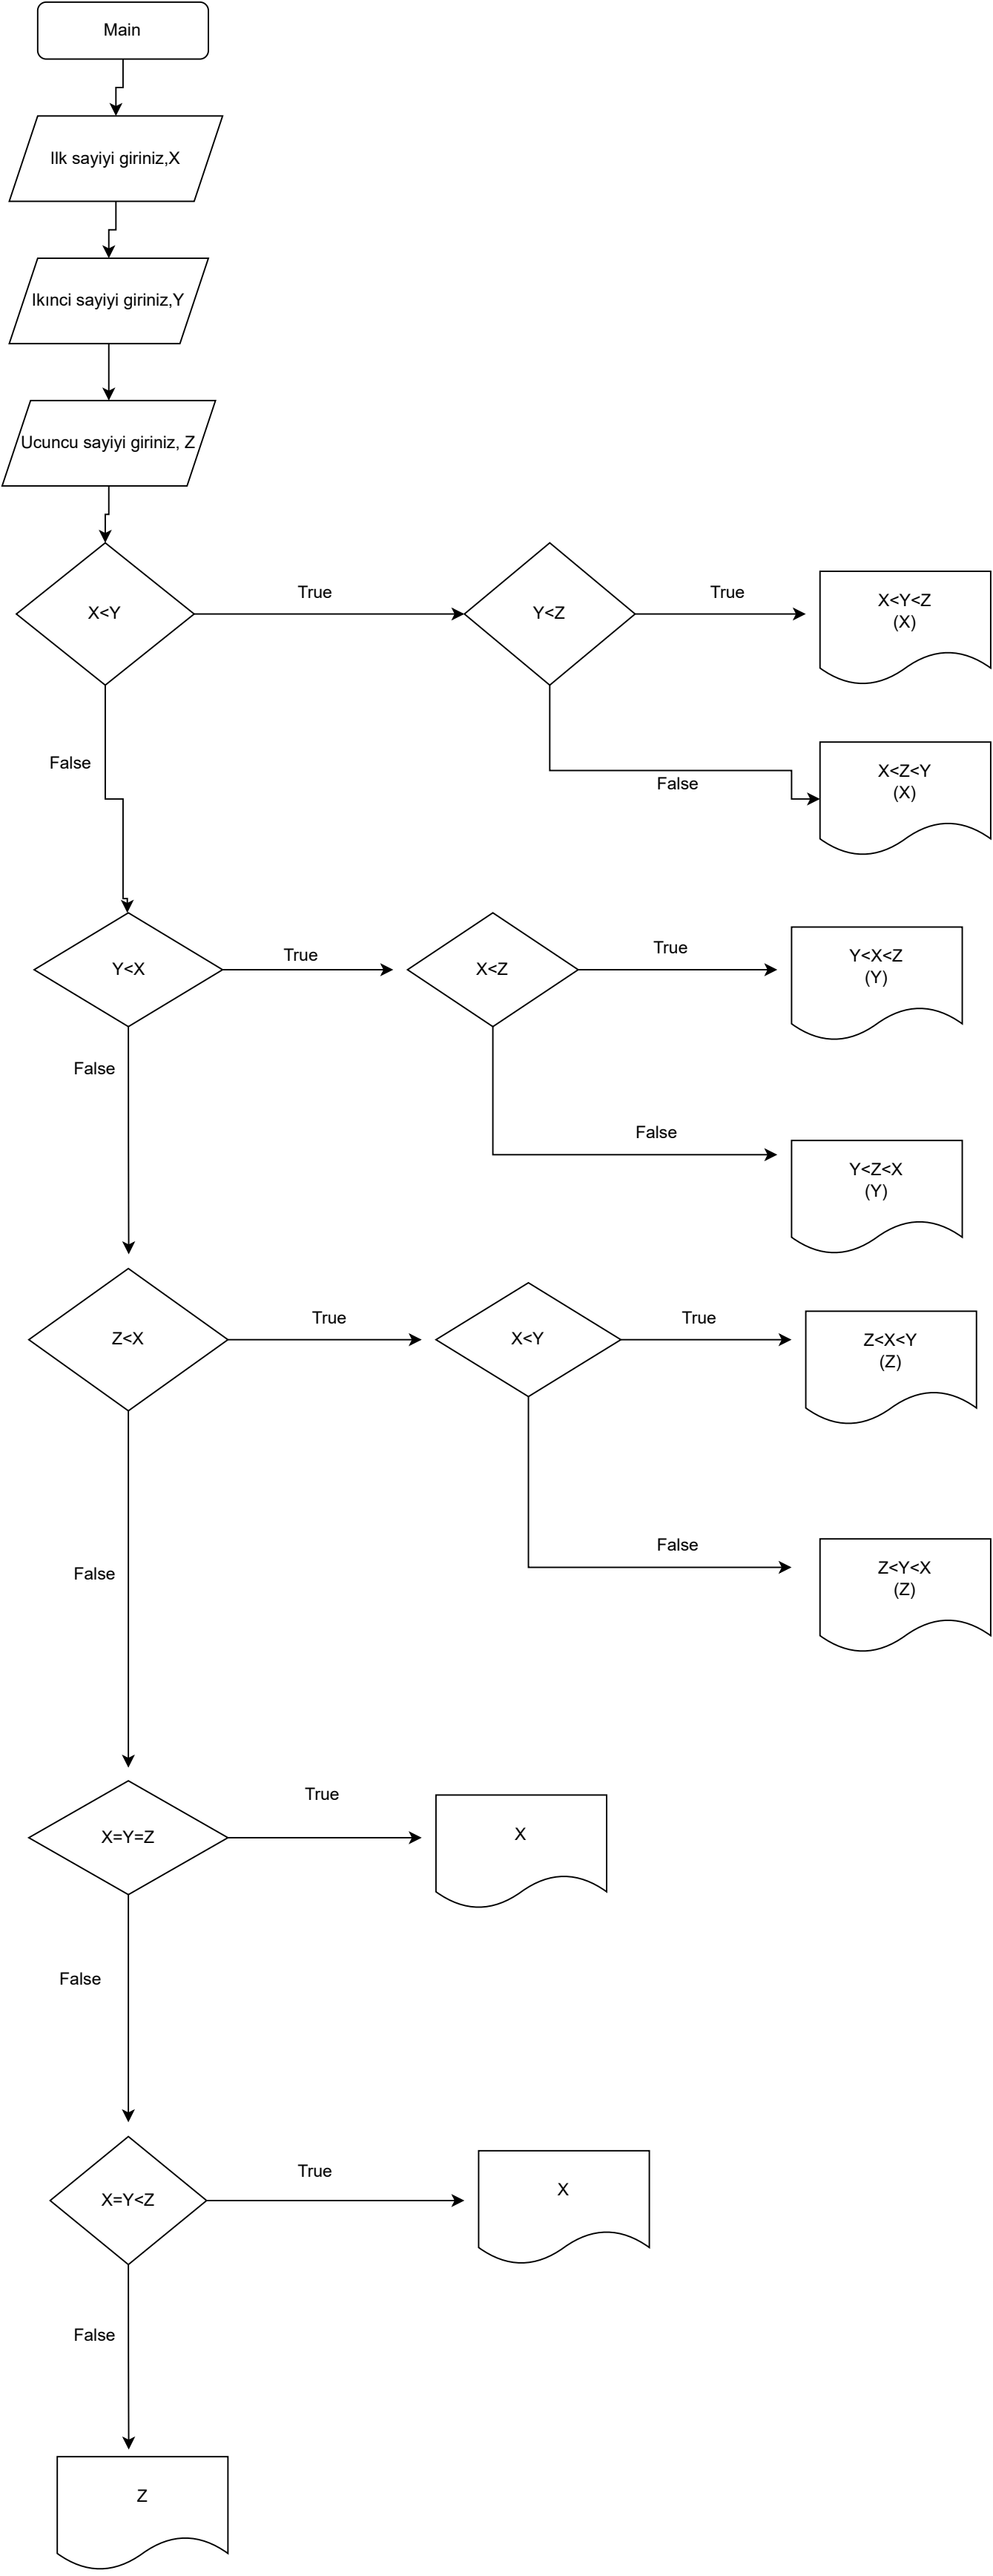 Main
Ilk sayiyi giriniz,X
Ikınci sayiyi giriniz,Y
Ucuncu sayiyi giriniz, Z
X<Y
True
Y<Z
True
X<Y<Z
(X)
False
False
X<Z<Y
(X)
Y<X
True
X<Z
True
Y<X<Z
(Y)
False
False
Y<Z<X
(Y)
Z<X
True
X<Y
True
Z<X<Y
(Z)
False
False
Z<Y<X
(Z)
X=Y=Z
True
X
False
X=Y<Z
True
X
False
Z